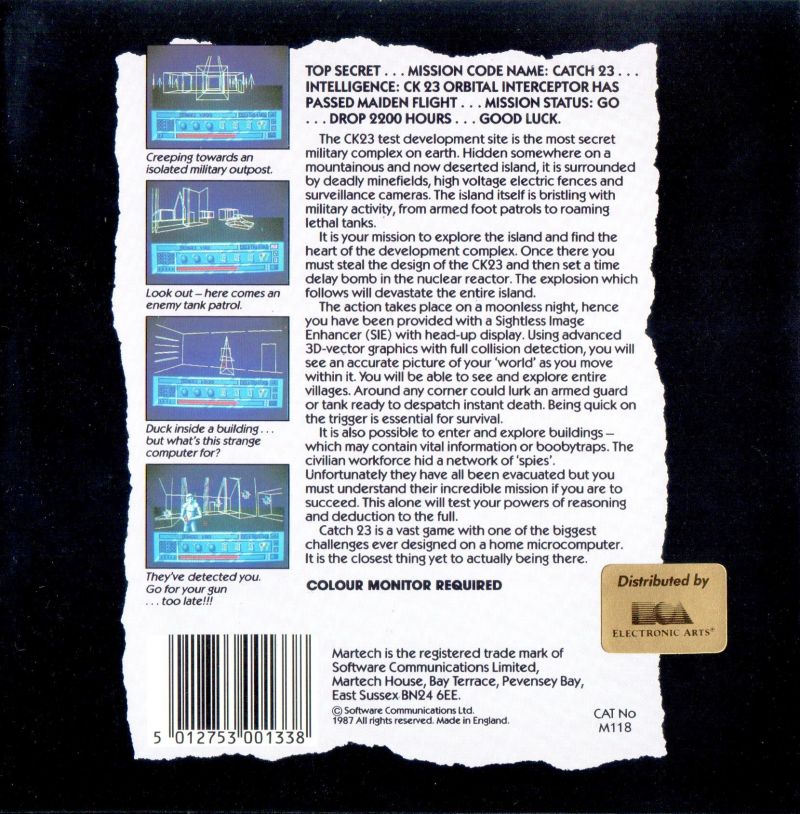 TOP SECRET . . . MISSION CODE NAME: CATCH 23 . . .
INTELLIGENCE: CK 23 ORBITAL INTERCEPTOR HAS
PASSED MAIDEN FLIGHT . . . MISSION STATUS: GO
. . . DROP 2200 HOURS . . . GOOD LUCK.
The CK23 test development site is the most secret
military complex on earth. Hidden somewhere on a
mountainous and now deserted island, it is surrounded
by deadly minefields, high voltage electric fences and
surveillance cameras. The island itself is bristling with
military activity, from armed foot patrols to roaming
lethal tanks.
It is your mission to explore the island and find the
heart of the development complex. Once there you
must steal the design of the CK23 and then set a time
delay bomb in the nuclear reactor. The explosion which
follows will devastate the entire island.
The action takes place on a moonless night, hence
you have been provided with a Sightless Image
Enhancer (SIE) with head-up display. Using advanced
3D-vector graphics with full collision detection, you will
see an accurate picture of your 'world' as you move
within it. You will be able to see and explore entire
villages. Around any corner could lurk an armed guard
or tank ready to despatch instant death. Being quick on
the trigger is essential for survival.
It is also possible to enter and explore buildings –
which may contain vital information or boobytraps. The
civilian workforce hid a network of 'spies'.
Unfortunately they have all been evacuated but you
must understand their incredible mission if you are to
succeed. This alone will test your powers of reasoning
and deduction to the full.
Catch 23 is a vast game with one of the biggest
challenges ever designed on a home microcomputer.
It is the closest thing yet to actually being there.
COLOUR MONITOR REQUIRED
Creeping towards an
isolated military outpost.
Look out – here comes an
enemy tank patrol.
Duck inside a building . . .
but what's this strange
computer for?
They've detected you.
Go for your gun
. . . too late!!!
Distributed by
ELECTRONIC ARTS®
Martech is the registered trade mark of
Software Communications Limited,
Martech House, Bay Terrace, Pevensey Bay,
East Sussex BN24 6EE.
© Software Communications Ltd.
1987 All rights reserved. Made in England.
CAT No
M118
5 012753 001338